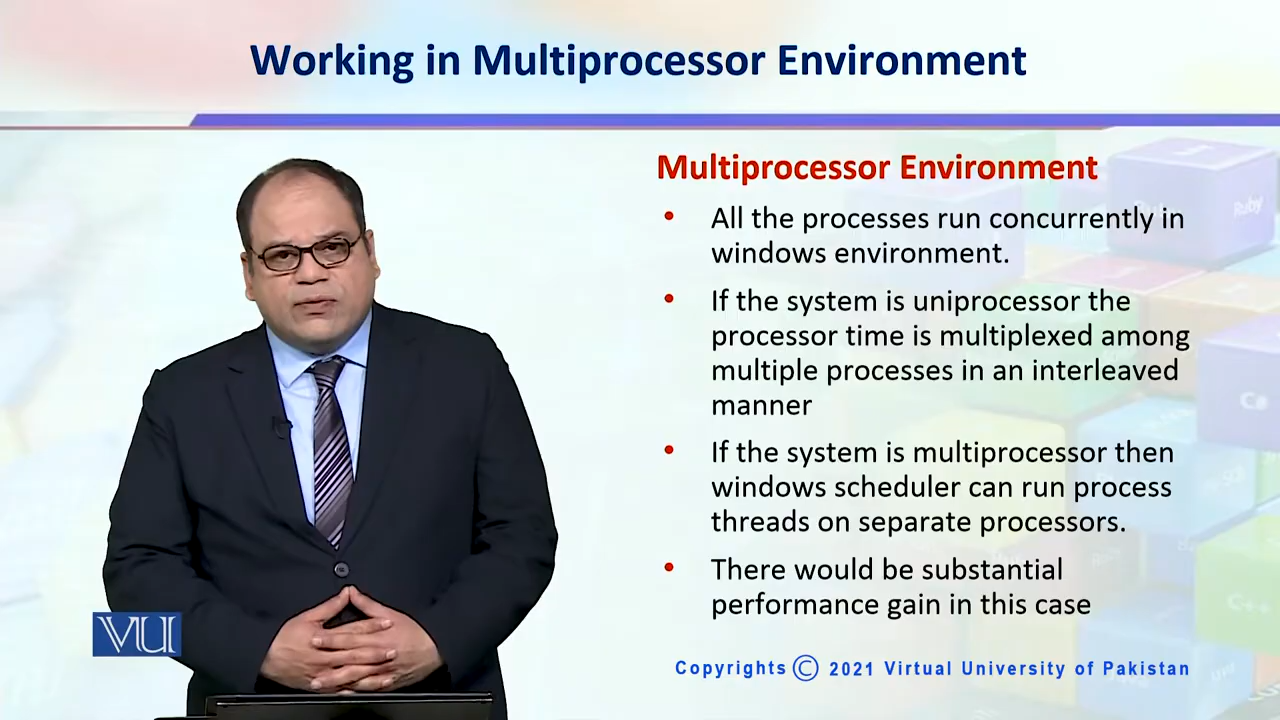 Working in Multiprocessor Environment
Multiprocessor Environment
• All the processes run concurrently in
windows environment.
• If the system is uniprocessor the
processor time is multiplexed among
multiple processes in an interleaved
manner
• If the system is multiprocessor then
windows scheduler can run process
threads on separate processors.
• There would be substantial
performance gain in this case
VU
Copyrights © 2021 Virtual University of Pakistan
Ruby
C++